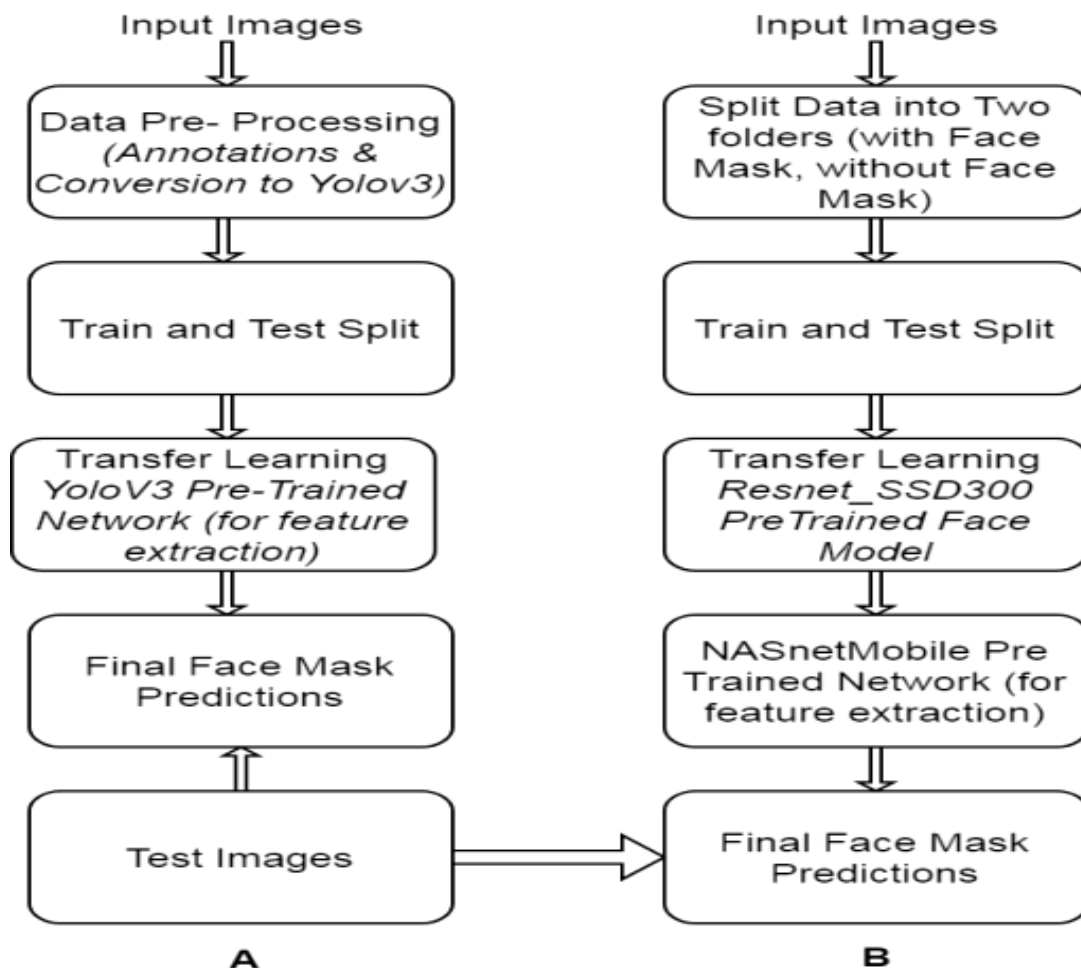 Input Images
Data Pre- Processing
(Annotations &
Conversion to Yolov3)
Train and Test Split
Transfer Learning
YoloV3 Pre-Trained
Network (for feature
extraction)
Final Face Mask
Predictions
Test Images
A
Input Images
Split Data into Two
folders (with Face
Mask, without Face
Mask)
Train and Test Split
Transfer Learning
Resnet_SSD300
PreTrained Face
Model
NASnetMobile Pre
Trained Network (for
feature extraction)
Final Face Mask
Predictions
B